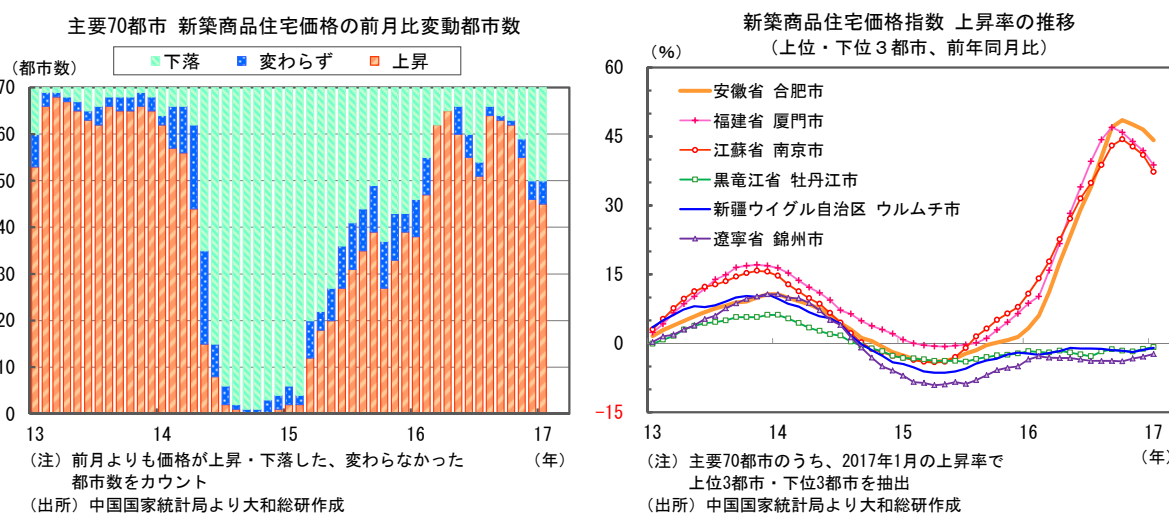 主要70都市 新築商品住宅価格の前月比変動都市数
下落 変わらず 上昇
（都市数）
70
60
50
40
30
20
10
0
13 14 15 16 17
（年）
（注）前月よりも価格が上昇・下落した、変わらなかった
都市数をカウント
（出所）中国国家統計局より大和総研作成
新築商品住宅価格指数 上昇率の推移
（上位・下位３都市、前年同月比）
（%）
60
45
30
15
0
-15
安徽省 合肥市
福建省 厦門市
江蘇省 南京市
黒竜江省 牡丹江市
新疆ウイグル自治区 ウルムチ市
遼寧省 錦州市
13 14 15 16 17
（年）
（注）主要70都市のうち、2017年1月の上昇率で
上位3都市・下位3都市を抽出
（出所）中国国家統計局より大和総研作成